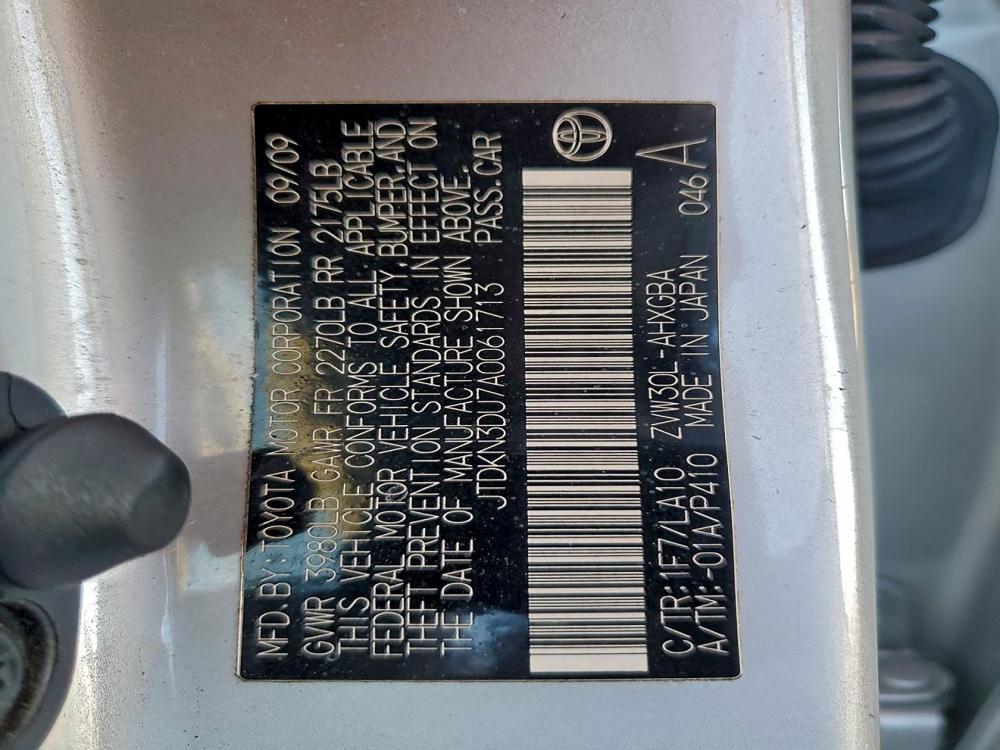 MFD.BY:TOYOTA MOTOR CORPORATION 09/09
GVWR 3980LB GAWR FR 2270LB RR 2175LB
THIS VEHICLE CONFORMS TO ALL APPLICABLE
FEDERAL MOTOR VEHICLE SAFETY,BUMPER,AND
THEFT PREVENTION STANDARDS IN EFFECT ON
THE DATE OF MANUFACTURE SHOWN ABOVE.
JTDKN3DU7A0061713 PASS.CAR
C/TR:1F7/LA10 ZVW30L-AHXGBA 046A
A/TM:-01A/P410 MADE IN JAPAN